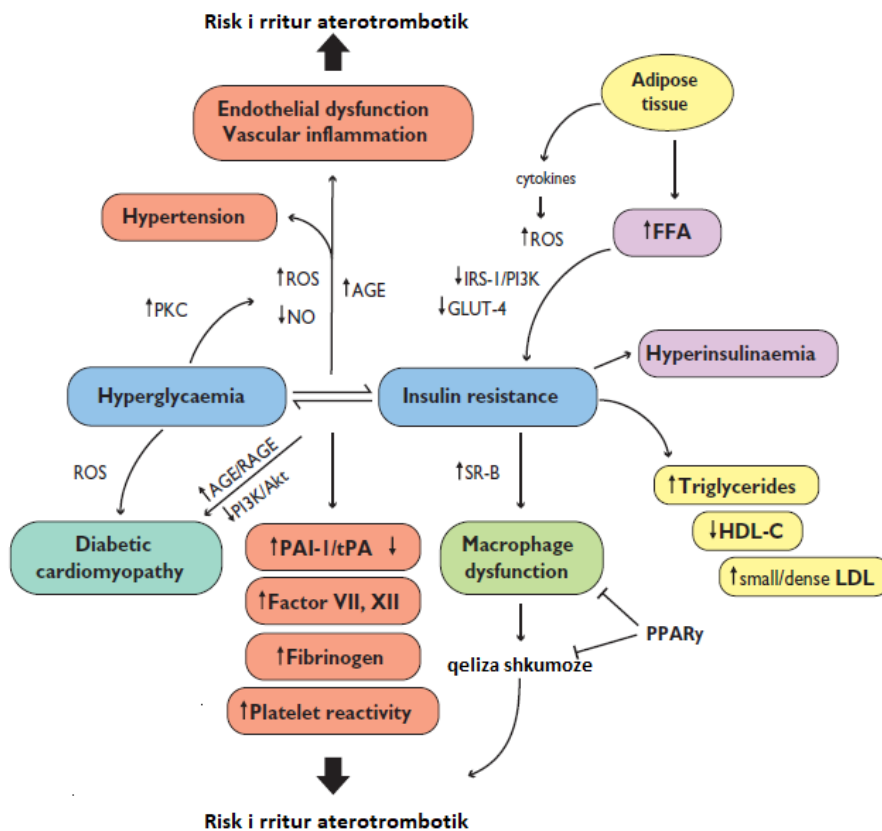 Risk i rritur aterotrombotik
Endothelial dysfunction
Vascular inflammation
Adipose
tissue
cytokines
↑ROS
↑FFA
Hypertension
↑ROS
↓NO
↑AGE
↑PKC
↓IRS-1/PI3K
↓GLUT-4
Hyperinsulinaemia
Hyperglycaemia
Insulin resistance
ROS
↑AGE/RAGE
↓PI3K/Akt
↑SR-B
↑Triglycerides
↓HDL-C
↑small/dense LDL
Diabetic
cardiomyopathy
↑PAI-1/tPA ↓
↑Factor VII, XII
↑Fibrinogen
↑Platelet reactivity
Macrophage
dysfunction
PPARy
qeliza shkumoze
Risk i rritur aterotrombotik